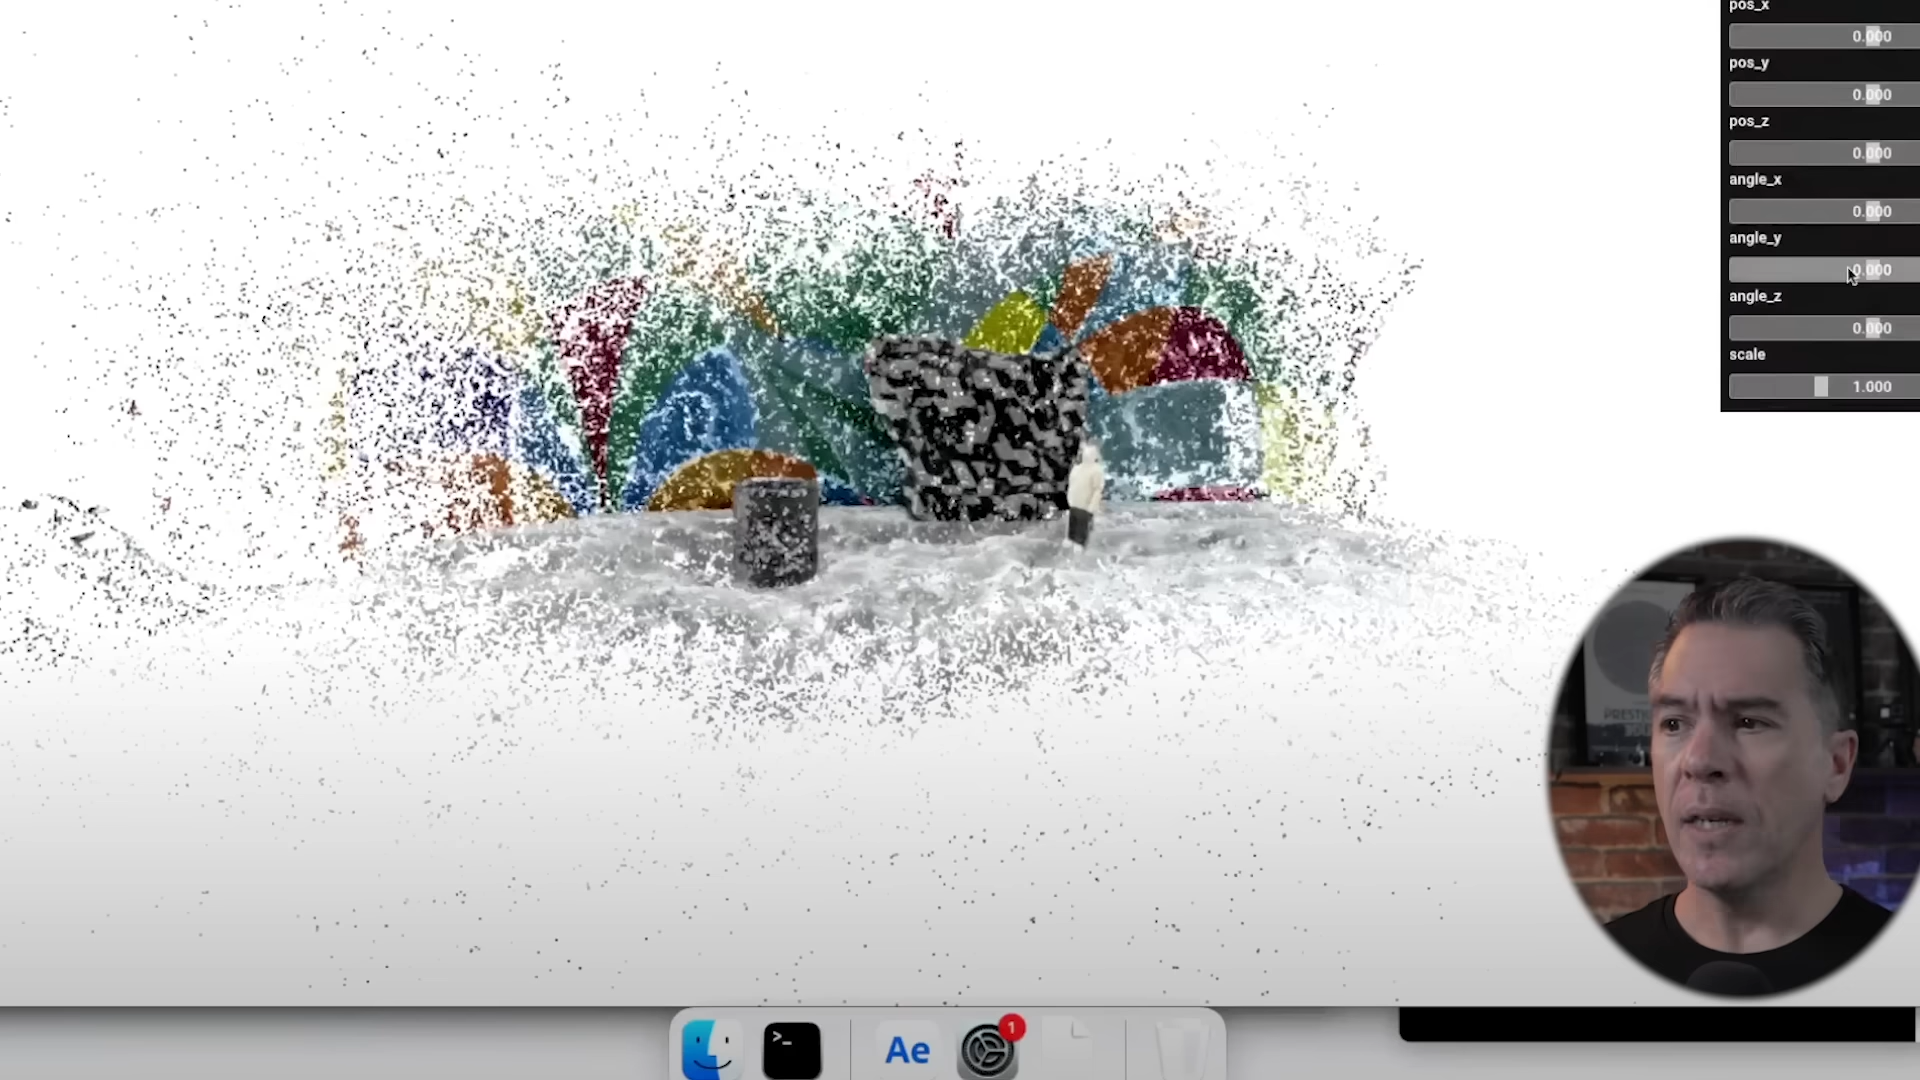 pos_x
0.000
pos_y
0.000
pos_z
0.000
angle_x
0.000
angle_y
0.000
angle_z
0.000
scale
1.000
>_
Ae
1